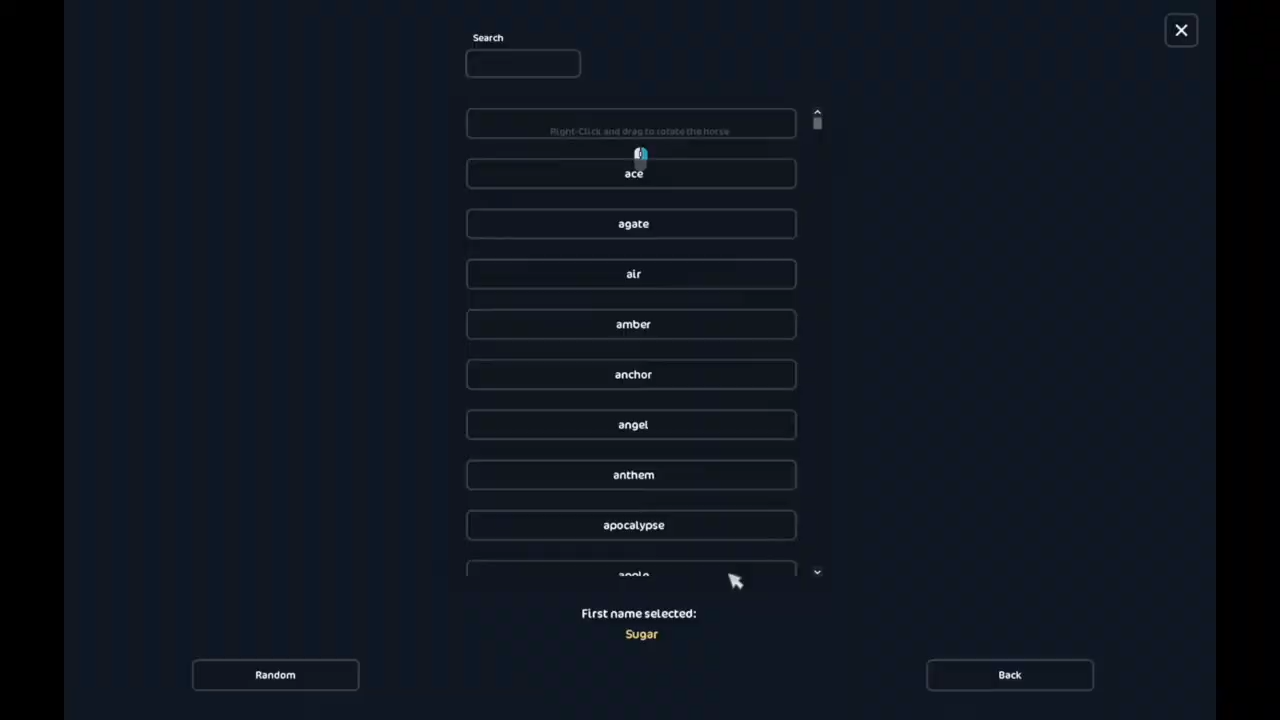 Search
Right-Click and drag to rotate the horse
ace
agate
air
amber
anchor
angel
anthem
apocalypse
apple
First name selected:
Sugar
Random
Back